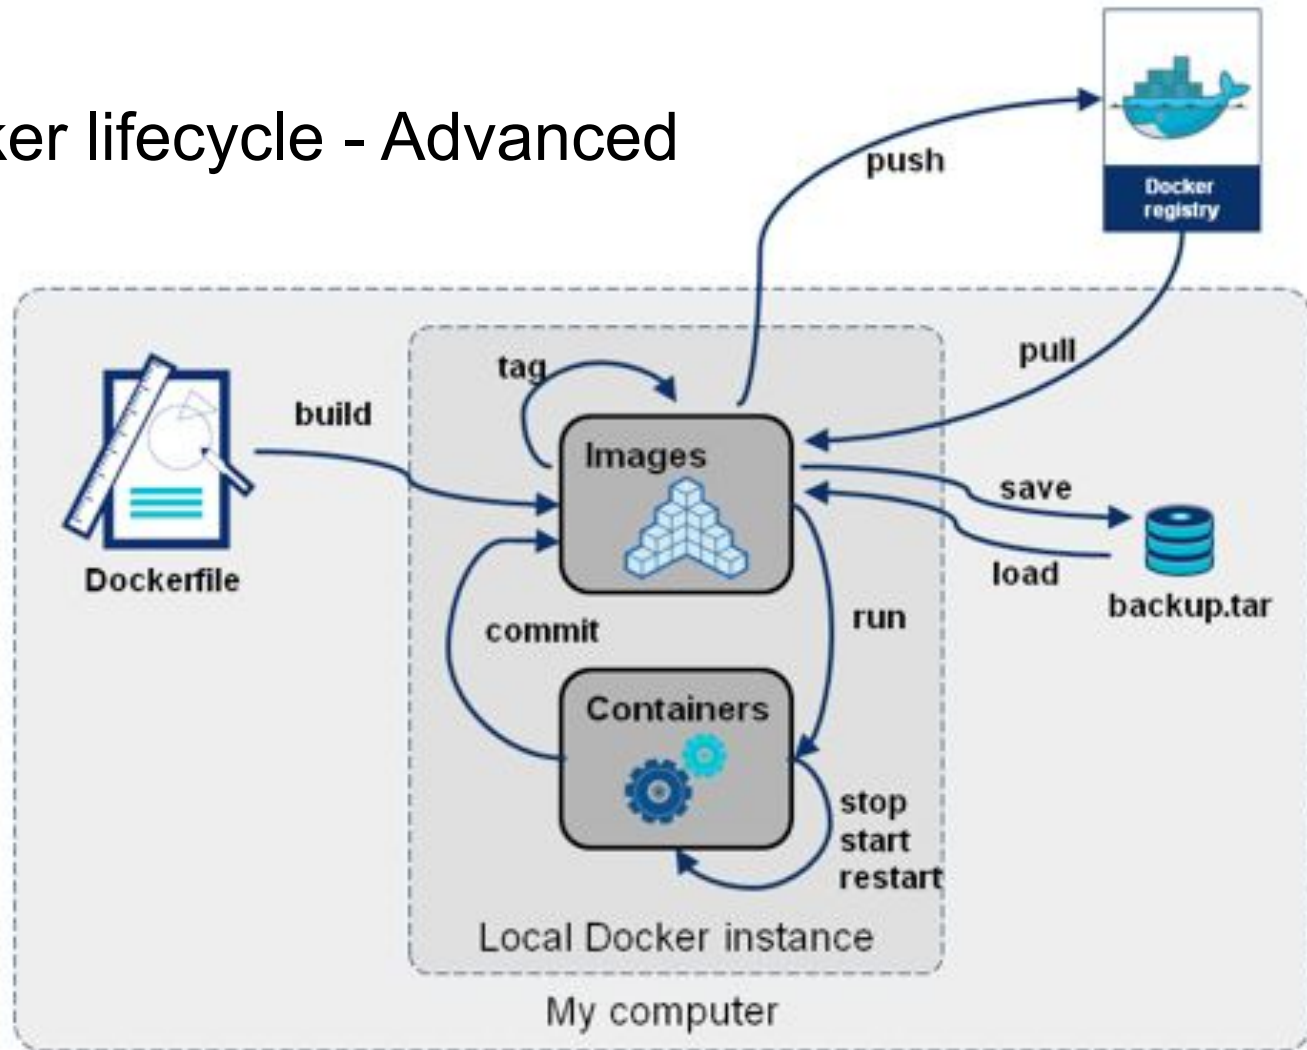 ker lifecycle - Advanced
push
Docker
registry
pull
tag
build
Images
save
load
Dockerfile
backup.tar
commit
run
Containers
stop
start
restart
Local Docker instance
My computer